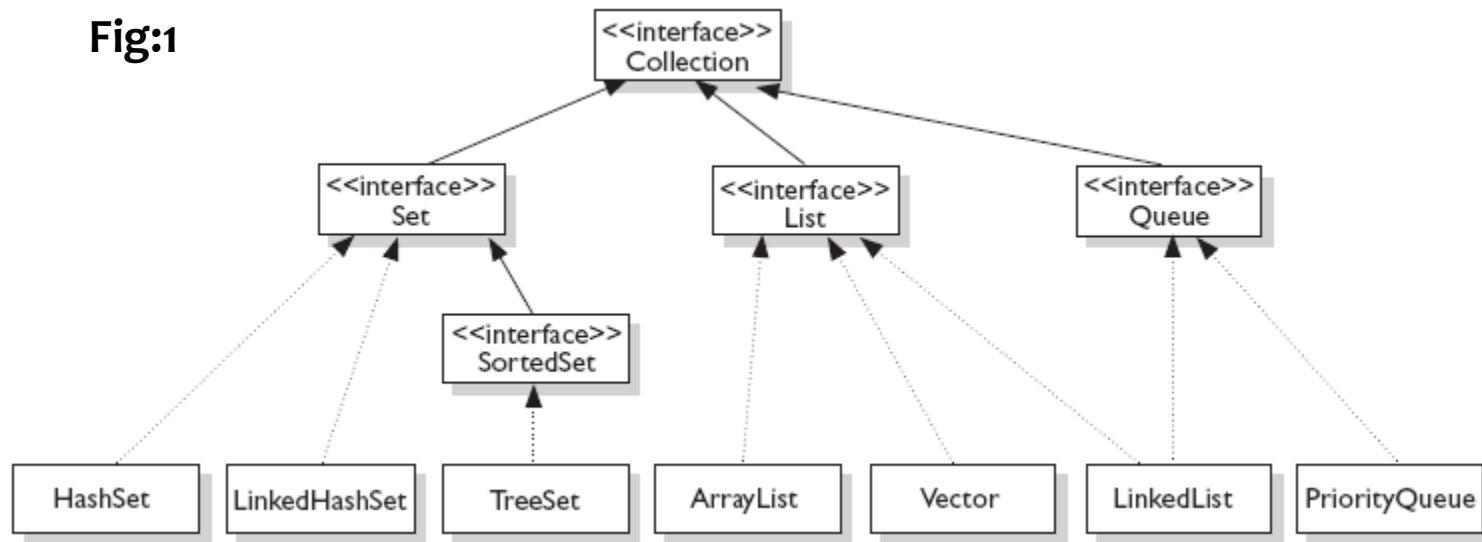 Fig:1
<<interface>>
Collection
<<interface>>
Set
<<interface>>
List
<<interface>>
Queue
<<interface>>
SortedSet
HashSet
LinkedHashSet
TreeSet
ArrayList
Vector
LinkedList
PriorityQueue